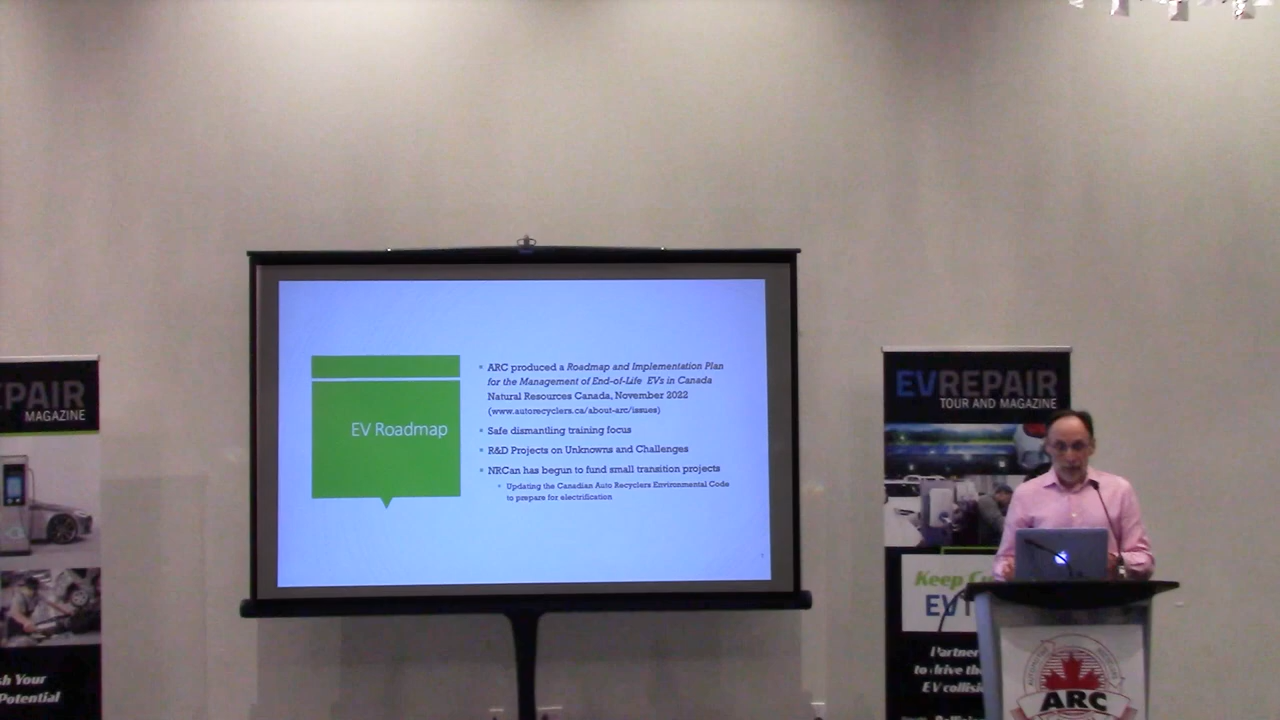 EPAIR
MAGAZINE
sh Your
Potential
EV Roadmap
ARC produced a Roadmap and Implementation Plan
for the Management of End-of-Life EVs in Canada
Natural Resources Canada, November 2022
(www.autorecyclers.ca/about-arc/issues)
Safe dismantling training focus
R&D Projects on Unknowns and Challenges
NRCan has begun to fund small transition projects
Updating the Canadian Auto Recyclers Environmental Code
to prepare for electrification
EVREPAIR
TOUR AND MAGAZINE
Keep
EV
Partner
to drive the
EV collis
ARC